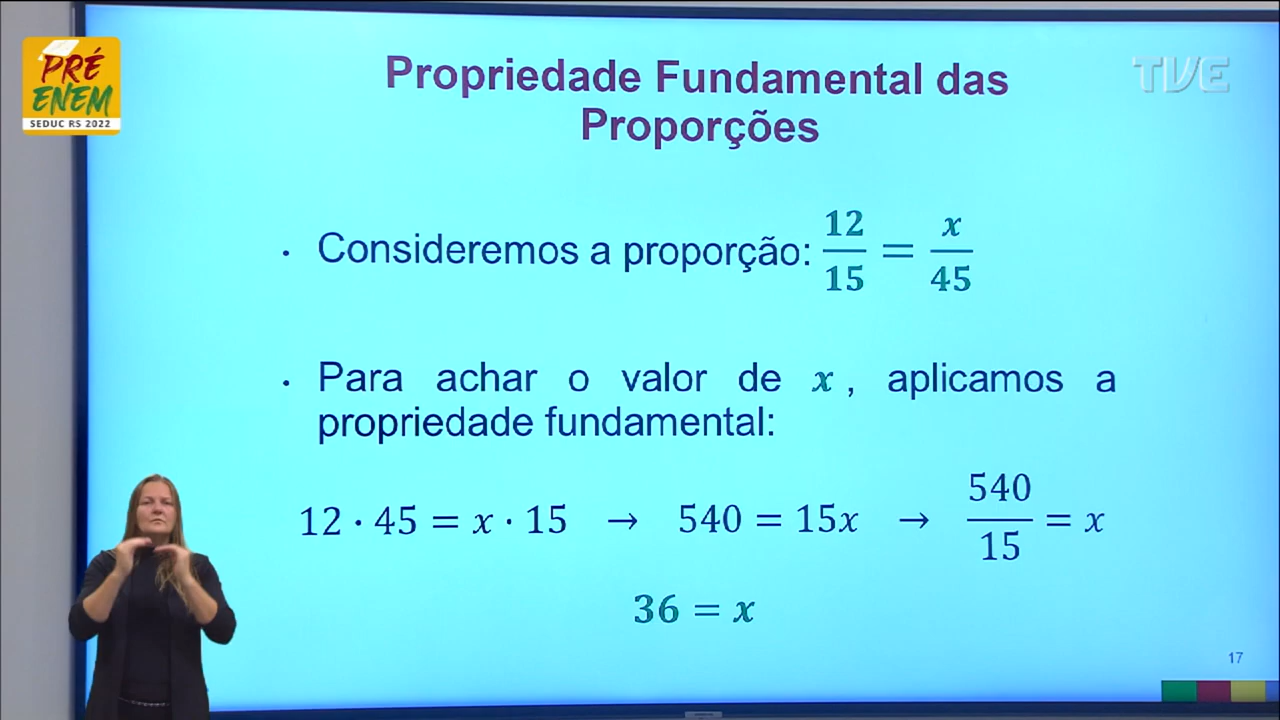 PRÉ
ENEM
SEDUC RS 2022
TVE
Propriedade Fundamental das
Proporções
• Consideremos a proporção: 12/15 = x/45
• Para achar o valor de x , aplicamos a
propriedade fundamental:
12 · 45 = x · 15 → 540 = 15x → 540/15 = x
36 = x
17